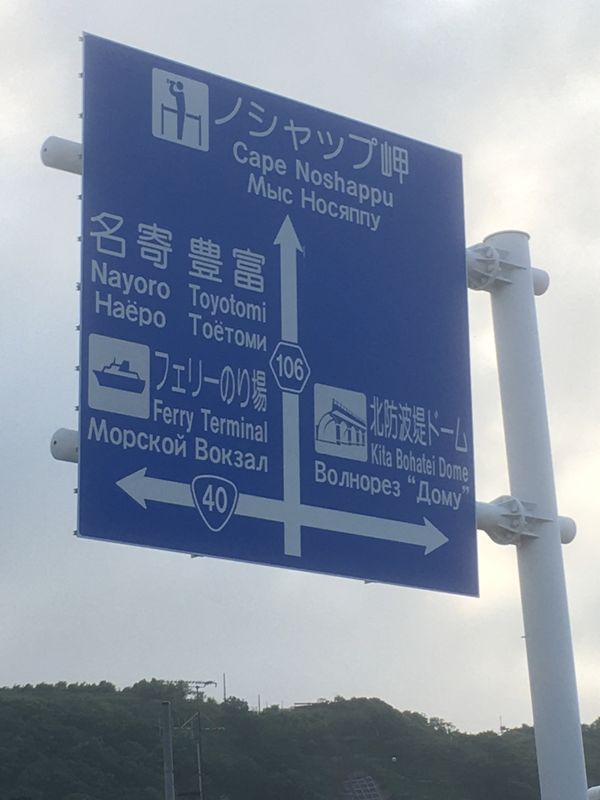 ノシャップ岬
Cape Noshappu
Мыс Носяппу
名寄 豊富
Nayoro Toyotomi
Наёро Тоётоми
106
フェリーのり場
Ferry Terminal
Морской Вокзал
北防波堤ドーム
Kita Bohatei Dome
Волнорез “Дому”
40